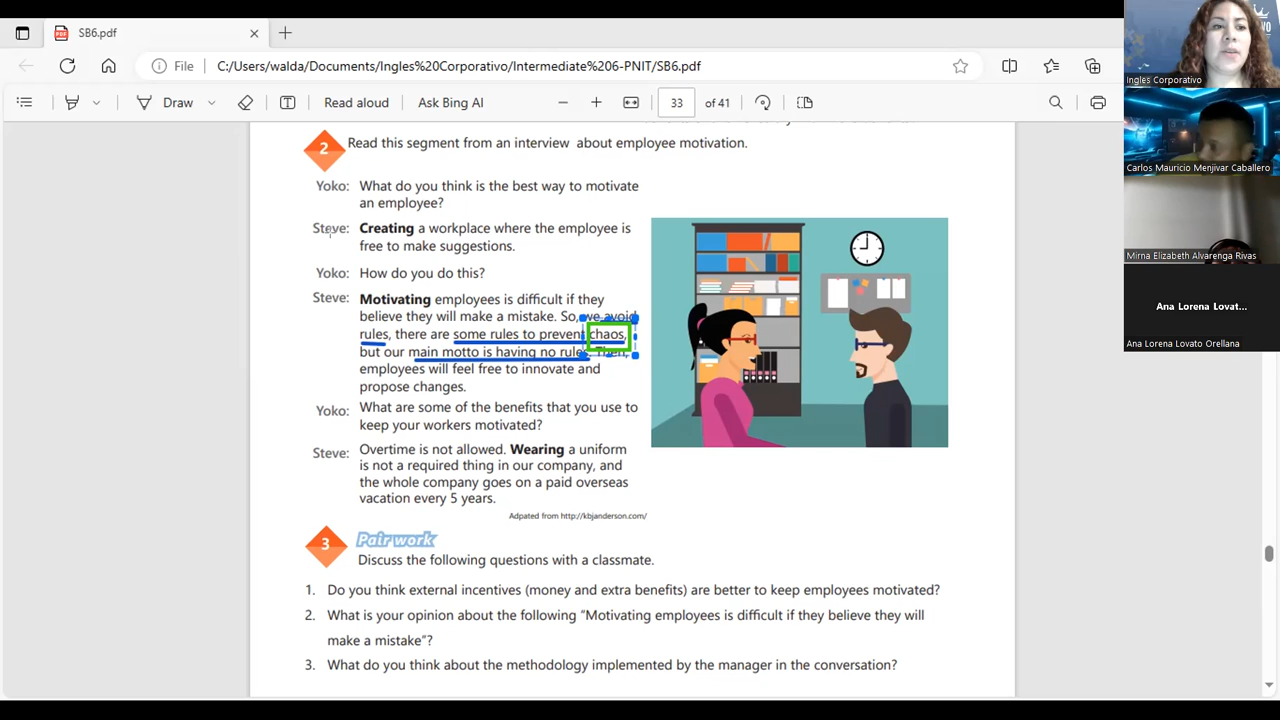 SB6.pdf
File
C:/Users/walda/Documents/Ingles%20Corporativo/Intermediate%206-PNIT/SB6.pdf
Draw
Read aloud
Ask Bing AI
33
of 41
2
Read this segment from an interview about employee motivation.
Yoko: What do you think is the best way to motivate
an employee?
Steve: Creating a workplace where the employee is
free to make suggestions.
Yoko: How do you do this?
Steve: Motivating employees is difficult if they
believe they will make a mistake. So, we avoid
rules, there are some rules to prevent chaos,
but our main motto is having no rules. Then,
employees will feel free to innovate and
propose changes.
Yoko: What are some of the benefits that you use to
keep your workers motivated?
Steve: Overtime is not allowed. Wearing a uniform
is not a required thing in our company, and
the whole company goes on a paid overseas
vacation every 5 years.
Adpated from http://kbjanderson.com/
3
Pair work
Discuss the following questions with a classmate.
1. Do you think external incentives (money and extra benefits) are better to keep employees motivated?
2. What is your opinion about the following “Motivating employees is difficult if they believe they will
make a mistake”?
3. What do you think about the methodology implemented by the manager in the conversation?
Ingles Corporativo
Carlos Mauricio Menjivar Caballero
Mirna Elizabeth Alvarenga Rivas
Ana Lorena Lovat...
Ana Lorena Lovato Orellana